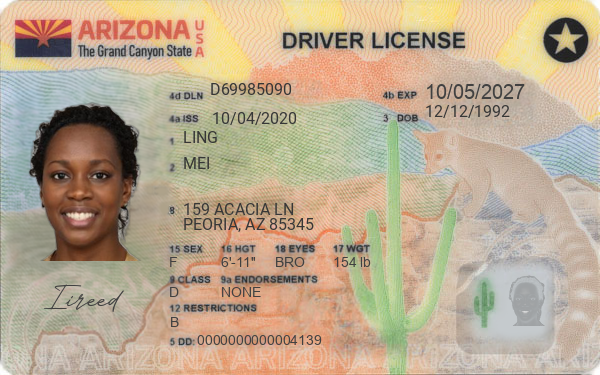 ARIZONA USA
The Grand Canyon State
DRIVER LICENSE
4d DLN D69985090
4b EXP 10/05/2027
4a ISS 10/04/2020
3 DOB 12/12/1992
1 LING
2 MEI
8 159 ACACIA LN
PEORIA, AZ 85345
15 SEX 16 HGT 18 EYES 17 WGT
F 6'-11" BRO 154 lb
9 CLASS 9a ENDORSEMENTS
D NONE
12 RESTRICTIONS
B
5 DD: 0000000000004139
Iireed
ARIZONA ARIZONA ARIZONA ARIZONA